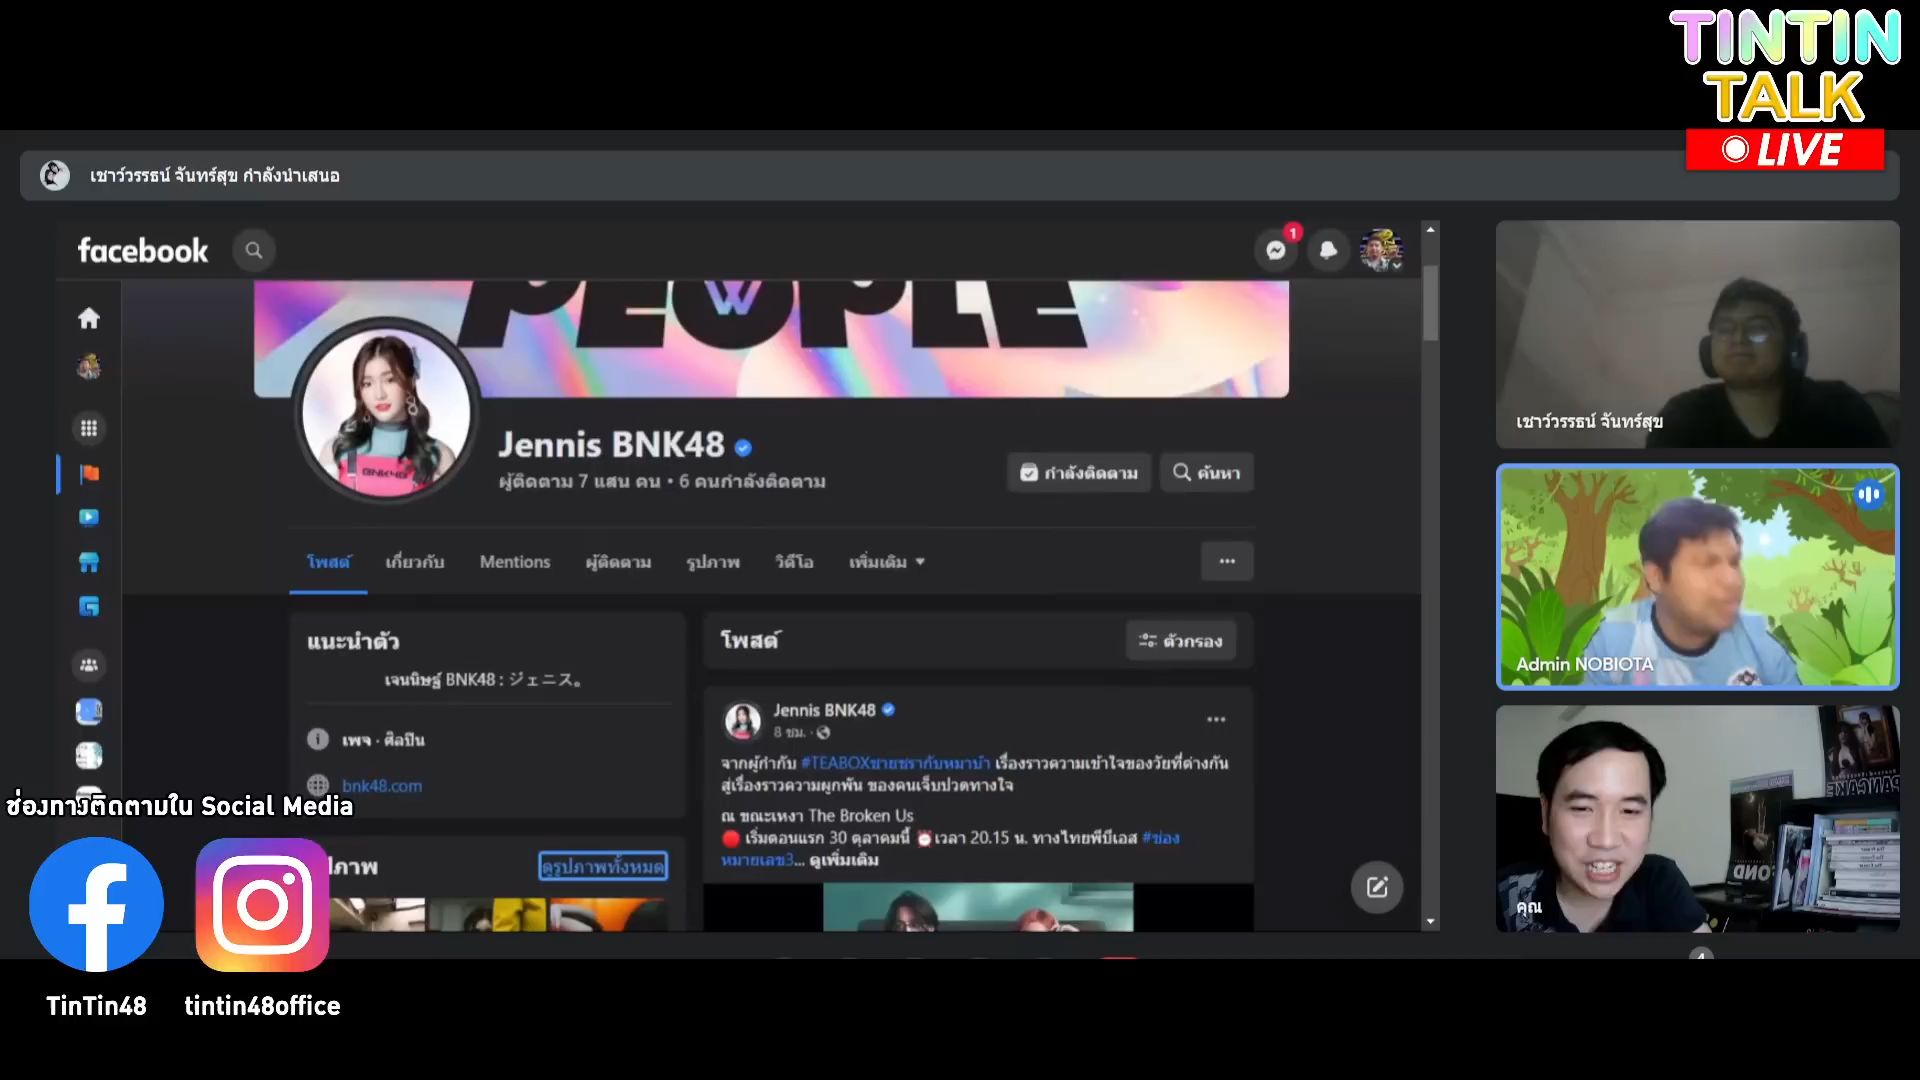 TINTIN
TALK
LIVE
เชาว์วรรธน์ จันทร์สุข กำลังนำเสนอ
facebook
1
PEOPLE
W
BNK48
Jennis BNK48
ผู้ติดตาม 7 แสน คน • 6 คนกำลังติดตาม
กำลังติดตาม
ค้นหา
โพสต์
เกี่ยวกับ
Mentions
ผู้ติดตาม
รูปภาพ
วิดีโอ
เพิ่มเติม
แนะนำตัว
เจนนิษฐ์ BNK48 : ジェニス。
เพจ · ศิลปิน
bnk48.com
โพสต์
ตัวกรอง
Jennis BNK48
8 ชม. ·
จากผู้กำกับ #TEABOXชายชรากับหมาบ้า เรื่องราวความเข้าใจของวัยที่ต่างกัน
สู่เรื่องราวความผูกพัน ของคนเจ็บปวดทางใจ
ณ ขณะเหงา The Broken Us
🔴 เริ่มตอนแรก 30 ตุลาคมนี้ ⏰เวลา 20.15 น. ทางไทยพีบีเอส #ช่อง
หมายเลข3... ดูเพิ่มเติม
ดูรูปภาพทั้งหมด
เชาว์วรรธน์ จันทร์สุข
Admin NOBIOTA
คุณ
PANCAKE
OND
ช่องทางติดตามใน Social Media
TinTin48
tintin48office